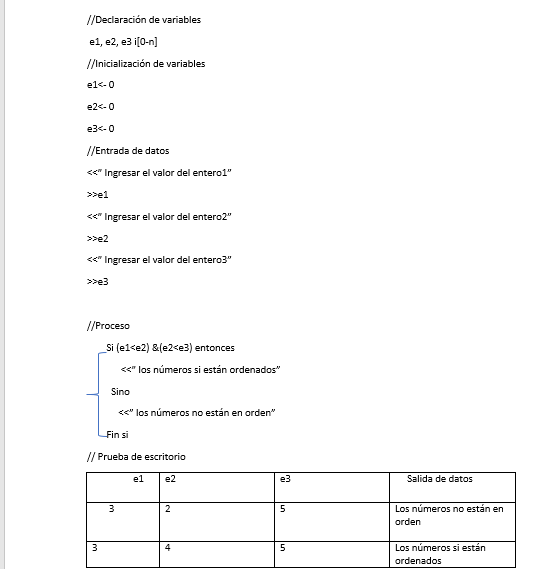 //Declaración de variables
e1, e2, e3 i[0-n]
//Inicialización de variables
e1<- 0
e2<- 0
e3<- 0
//Entrada de datos
<<" Ingresar el valor del entero1"
>>e1
<<" Ingresar el valor del entero2"
>>e2
<<" Ingresar el valor del entero3"
>>e3
//Proceso
Si (e1<e2) &(e2<e3) entonces
<<" los números si están ordenados"
Sino
<<" los números no están en orden"
Fin si
// Prueba de escritorio
e1 e2 e3 Salida de datos
3 2 5 Los números no están en
orden
3 4 5 Los números si están
ordenados